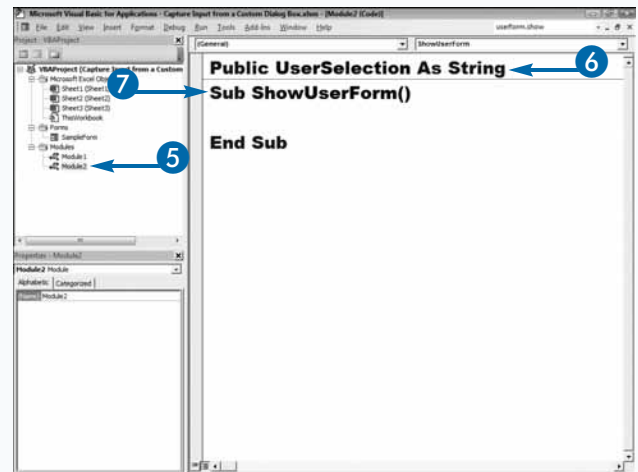 Microsoft Visual Basic for Applications - Capture Input from a Custom Dialog Box.xlsm - [Module2 (Code)]
File Edit View Insert Format Debug Run Tools Add-Ins Window Help
userform.show
Project - VBAProject
VBAProject (Capture Input from a Custom
Microsoft Excel Obj
Sheet1 (Sheet1
Sheet2 (Sheet2)
Sheet3 (Sheet3)
ThisWorkbook
Forms
SampleForm
Modules
Module1
Module2
5
7
Properties - Module2
Module2 Module
Alphabetic Categorized
(Name) Module2
(General)
ShowUserForm
Public UserSelection As String
6
Sub ShowUserForm()
End Sub